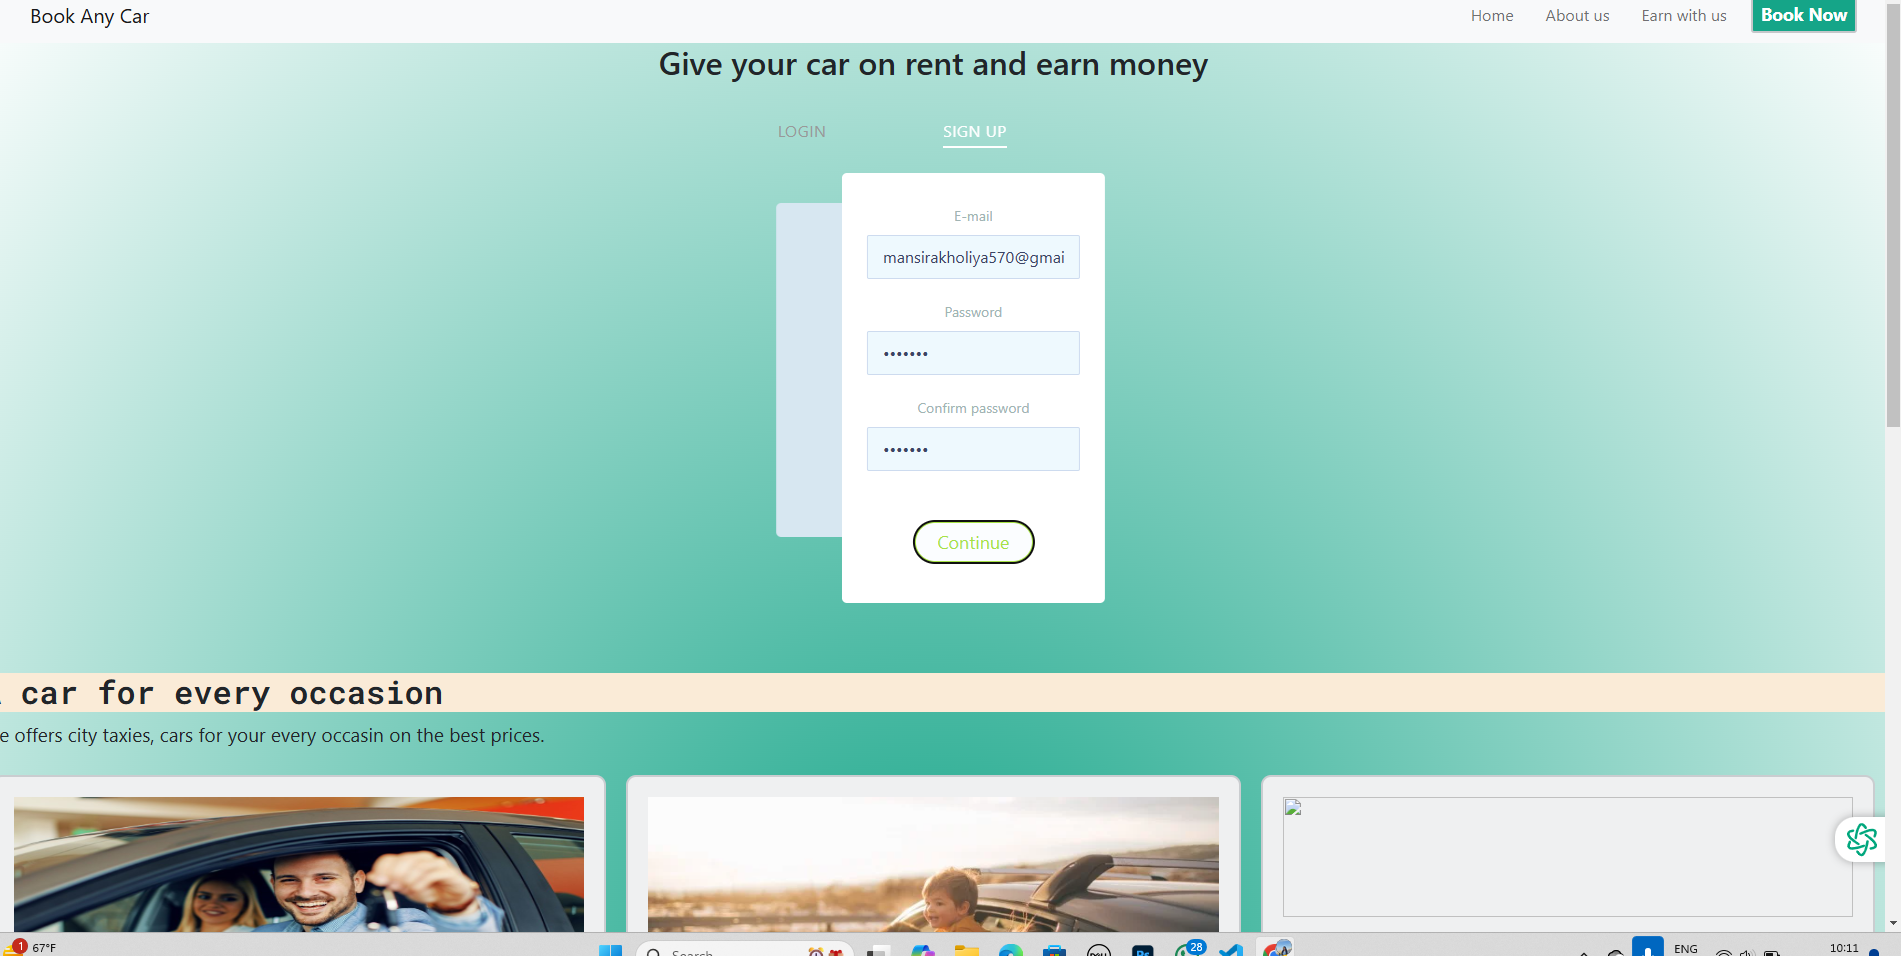 Book Any Car
Home About us Earn with us Book Now
Give your car on rent and earn money
LOGIN SIGN UP
E-mail
mansirakholiya570@gmai
Password
•••••••
Confirm password
•••••••
Continue
car for every occasion
e offers city taxies, cars for your every occasin on the best prices.
1 67°F
Search
28
ENG
10:11